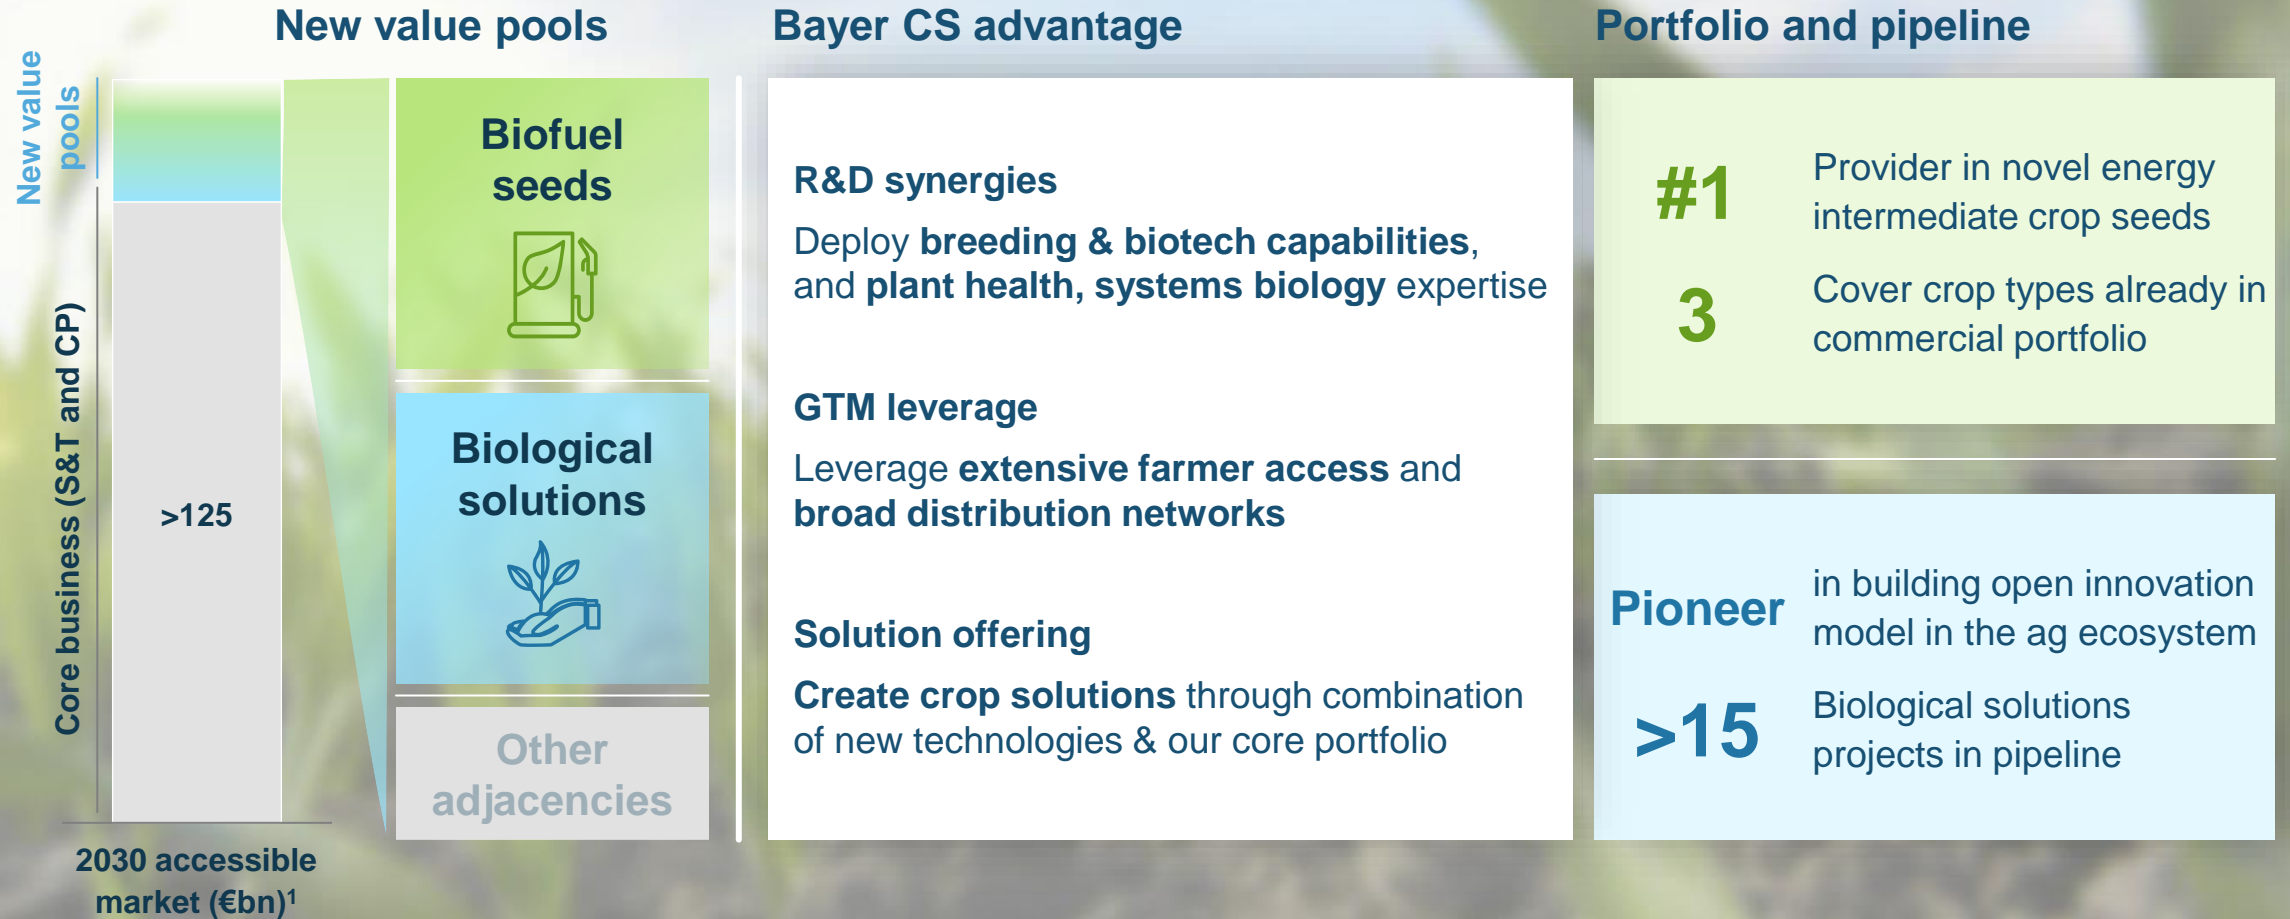 New value pools
Bayer CS advantage
Portfolio and pipeline
New value
pools
Core business (S&T and CP)
>125
2030 accessible
market (€bn)1
Biofuel
seeds
Biological
solutions
Other
adjacencies
R&D synergies
Deploy breeding & biotech capabilities,
and plant health, systems biology expertise
GTM leverage
Leverage extensive farmer access and
broad distribution networks
Solution offering
Create crop solutions through combination
of new technologies & our core portfolio
#1
Provider in novel energy
intermediate crop seeds
3
Cover crop types already in
commercial portfolio
Pioneer
in building open innovation
model in the ag ecosystem
>15
Biological solutions
projects in pipeline